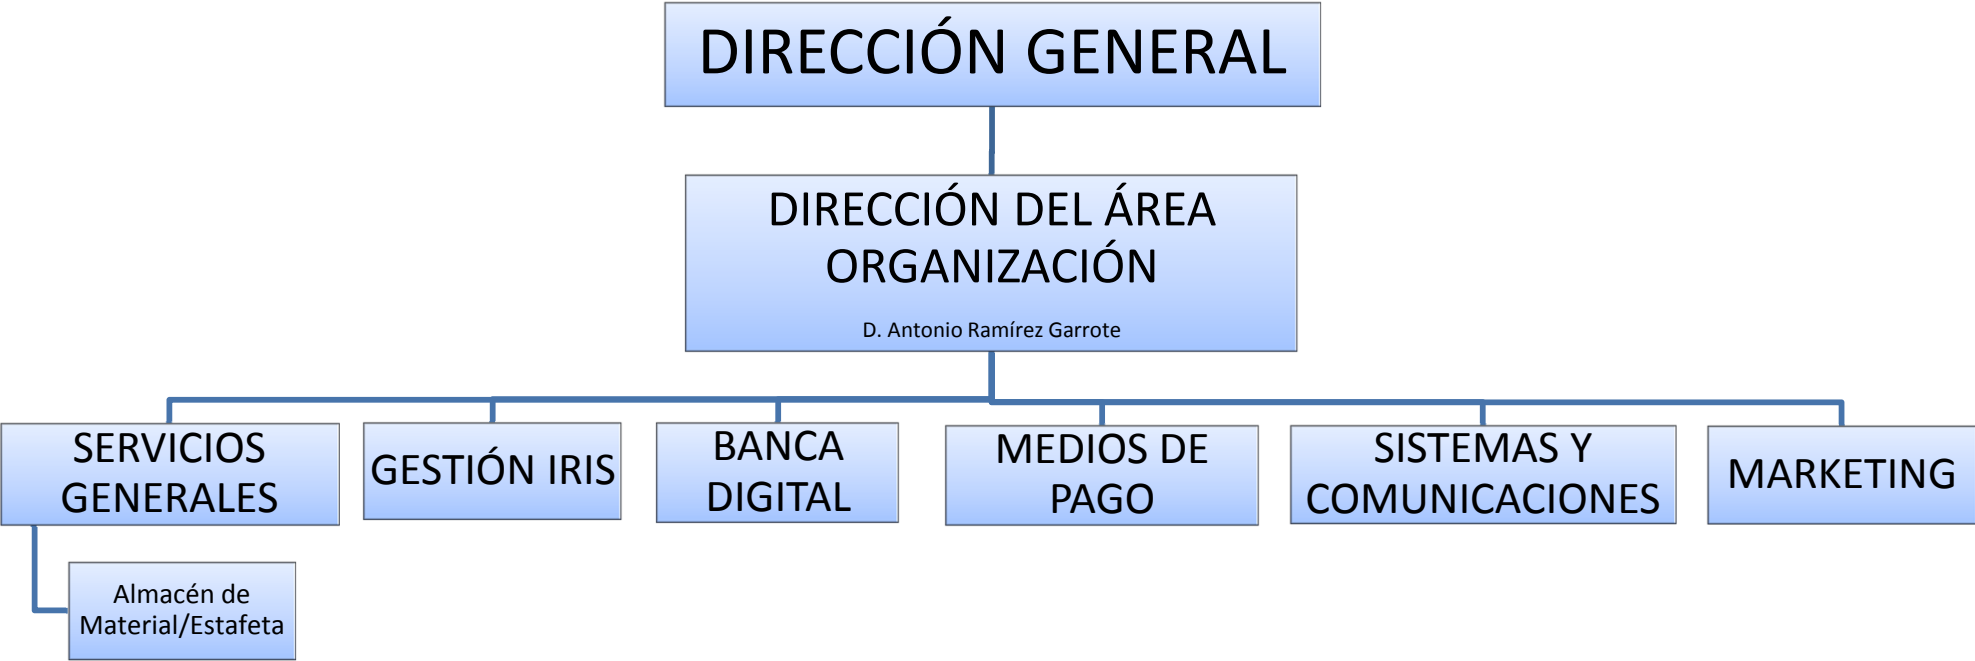 DIRECCIÓN GENERAL
DIRECCIÓN DEL ÁREA
ORGANIZACIÓN
D. Antonio Ramírez Garrote
SERVICIOS
GENERALES
GESTIÓN IRIS
BANCA
DIGITAL
MEDIOS DE
PAGO
SISTEMAS Y
COMUNICACIONES
MARKETING
Almacén de
Material/Estafeta